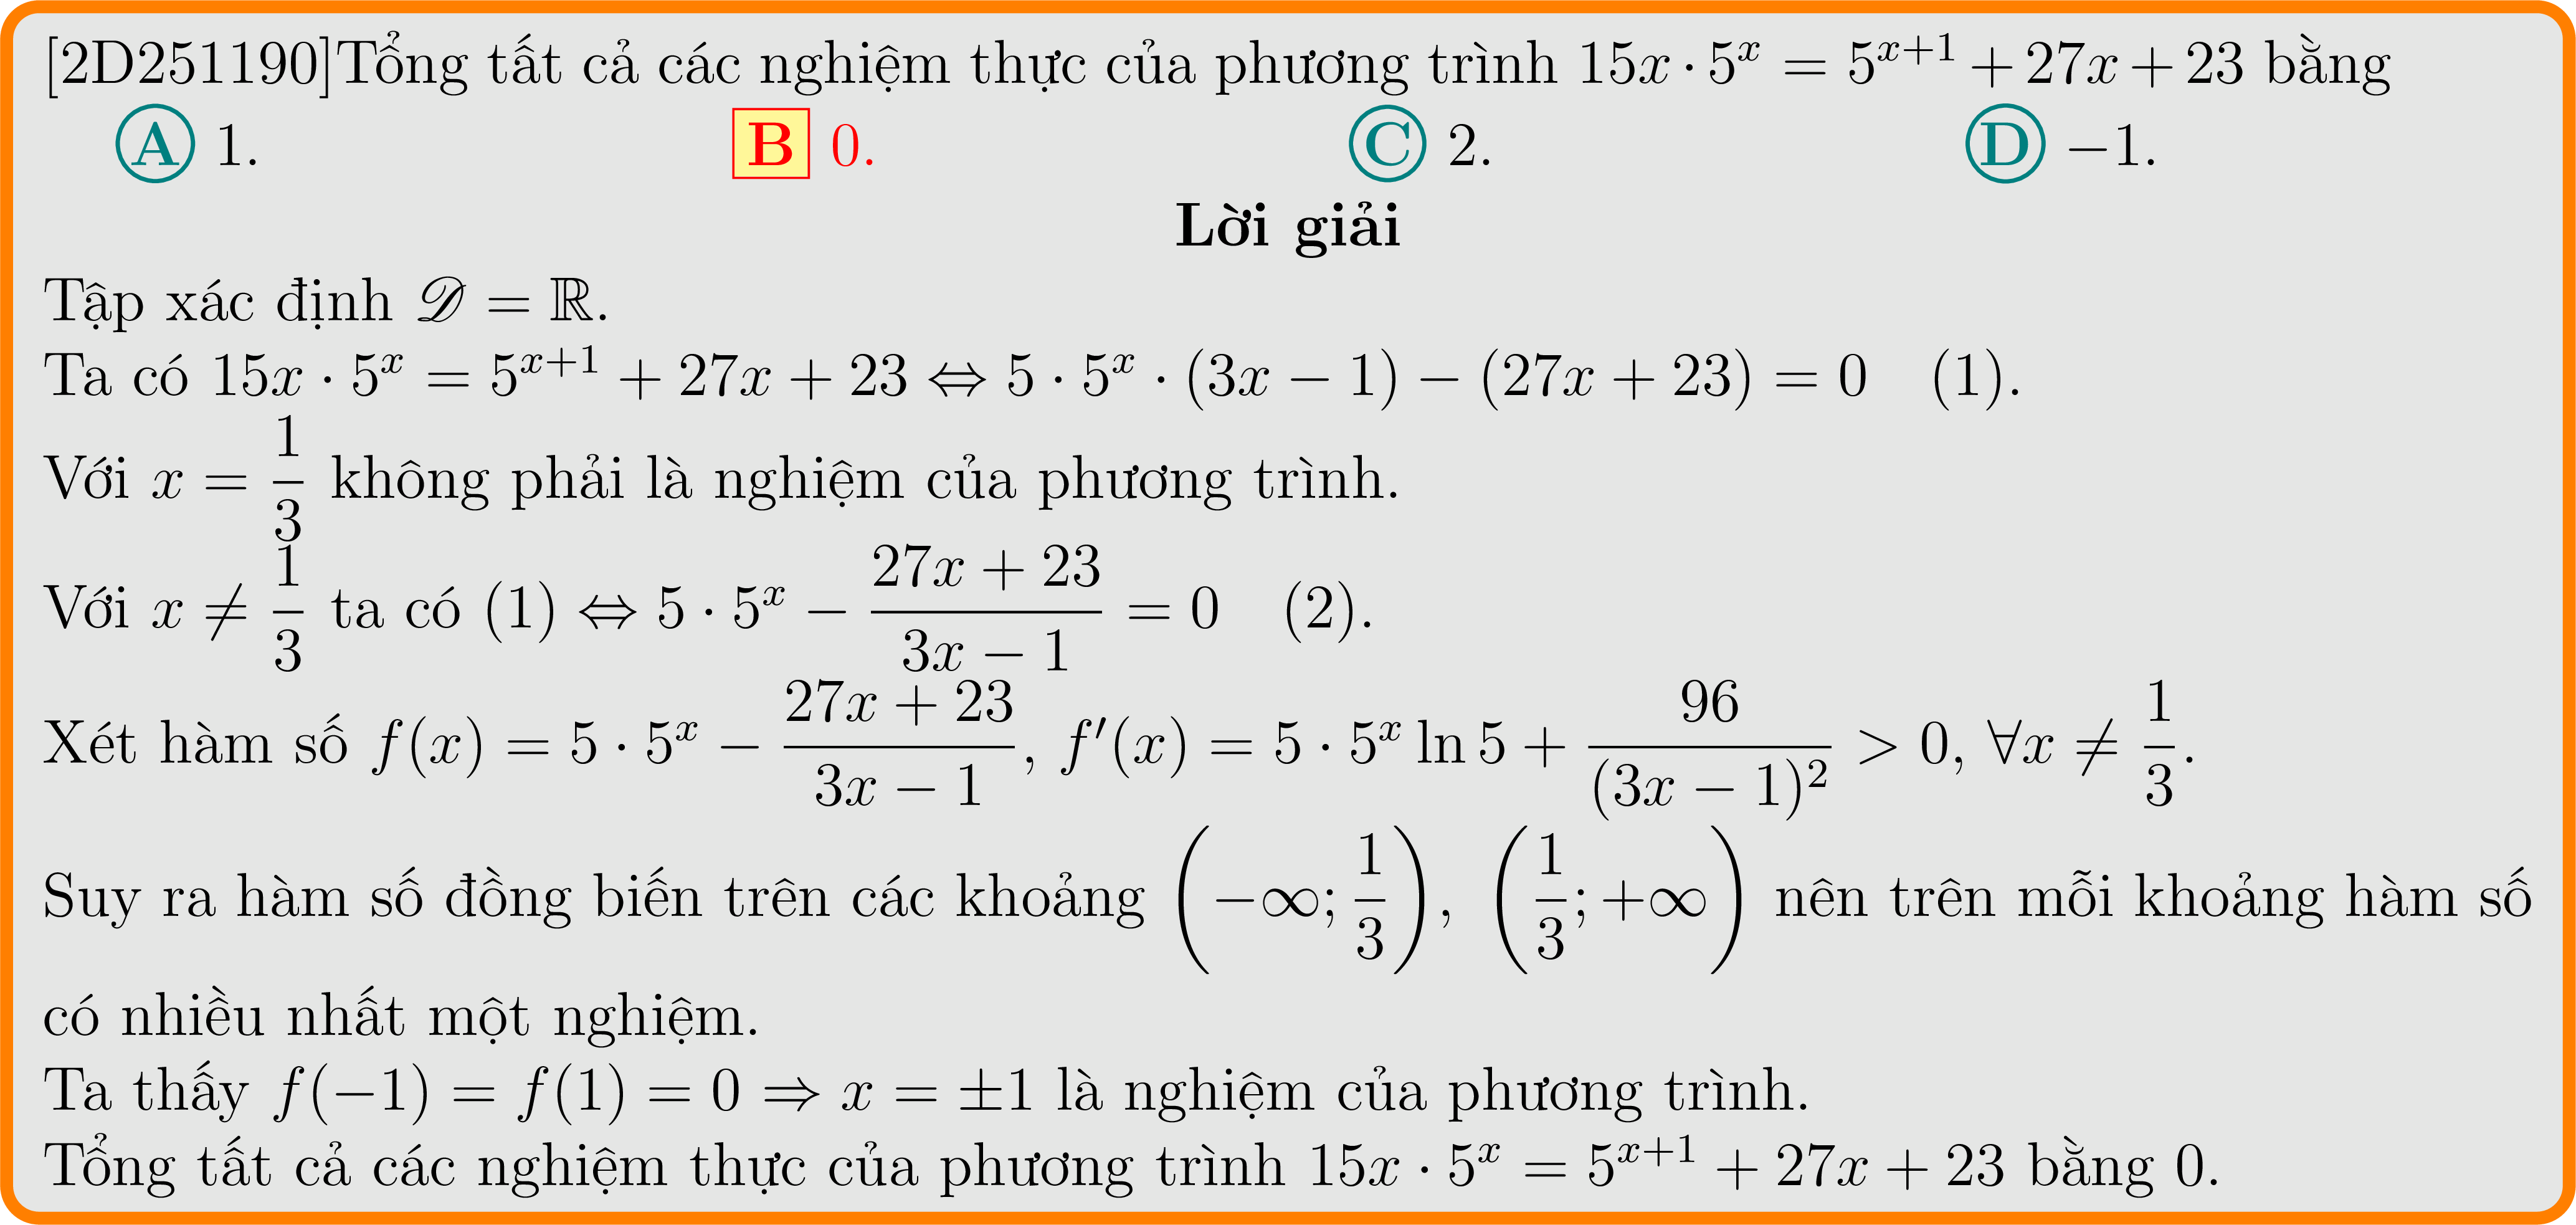 [2D251190]Tổng tất cả các nghiệm thực của phương trình $15x \cdot 5^x = 5^{x+1} + 27x + 23$ bằng
Ⓐ 1. B 0. Ⓒ 2. Ⓓ −1.
Lời giải
Tập xác định $\mathscr{D} = \mathbb{R}$.
Ta có $15x \cdot 5^x = 5^{x+1} + 27x + 23 \Leftrightarrow 5 \cdot 5^x \cdot (3x - 1) - (27x + 23) = 0 \quad (1)$.
Với $x = \dfrac{1}{3}$ không phải là nghiệm của phương trình.
Với $x \neq \dfrac{1}{3}$ ta có $(1) \Leftrightarrow 5 \cdot 5^x - \dfrac{27x + 23}{3x - 1} = 0 \quad (2)$.
Xét hàm số $f(x) = 5 \cdot 5^x - \dfrac{27x + 23}{3x - 1}$, $f'(x) = 5 \cdot 5^x \ln 5 + \dfrac{96}{(3x - 1)^2} > 0, \forall x \neq \dfrac{1}{3}$.
Suy ra hàm số đồng biến trên các khoảng $\left(-\infty; \dfrac{1}{3}\right)$, $\left(\dfrac{1}{3}; +\infty\right)$ nên trên mỗi khoảng hàm số
có nhiều nhất một nghiệm.
Ta thấy $f(-1) = f(1) = 0 \Rightarrow x = \pm 1$ là nghiệm của phương trình.
Tổng tất cả các nghiệm thực của phương trình $15x \cdot 5^x = 5^{x+1} + 27x + 23$ bằng 0.